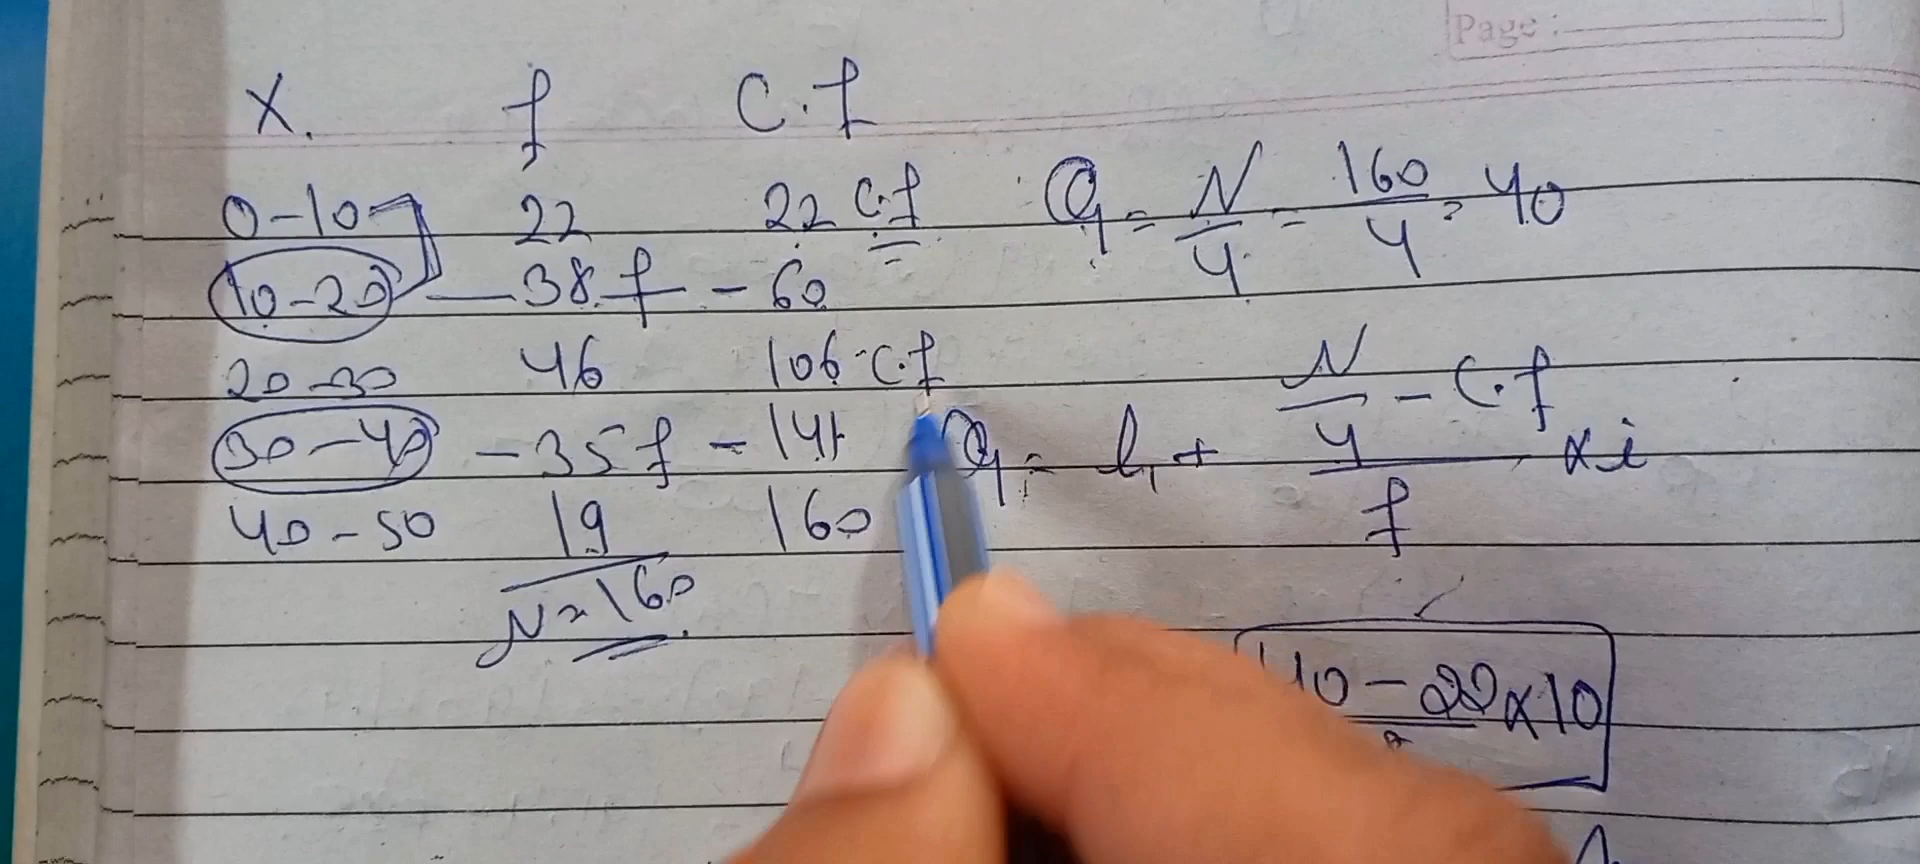 Page :
X. f C.f
0-10 22 22 C.f Q1 = N/4 = 160/4 = 40
10-20 — 38 f — - 60
20-30 46 106 C.f
30-40 - 35 f - 141 Q1 = l1 + (N/4 - C.f)/f × i
40-50 19 160
N = 160
40 - 22 × 10